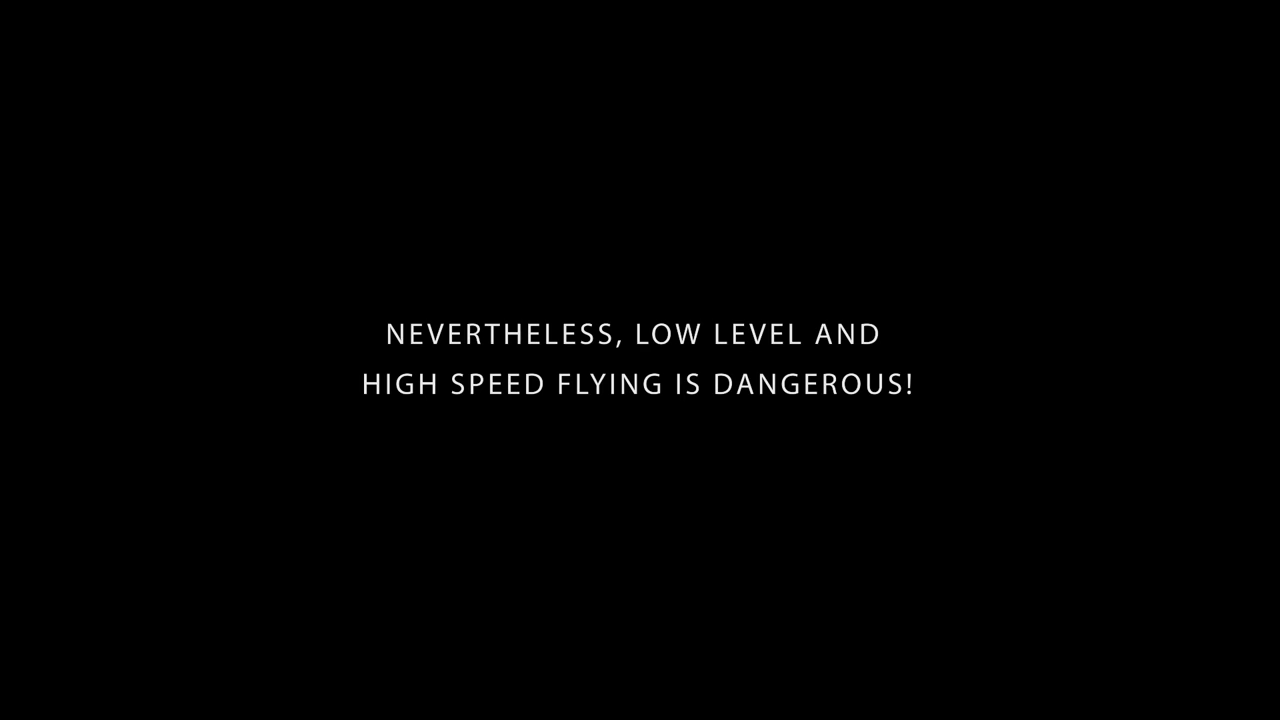 NEVERTHELESS, LOW LEVEL AND
HIGH SPEED FLYING IS DANGEROUS!